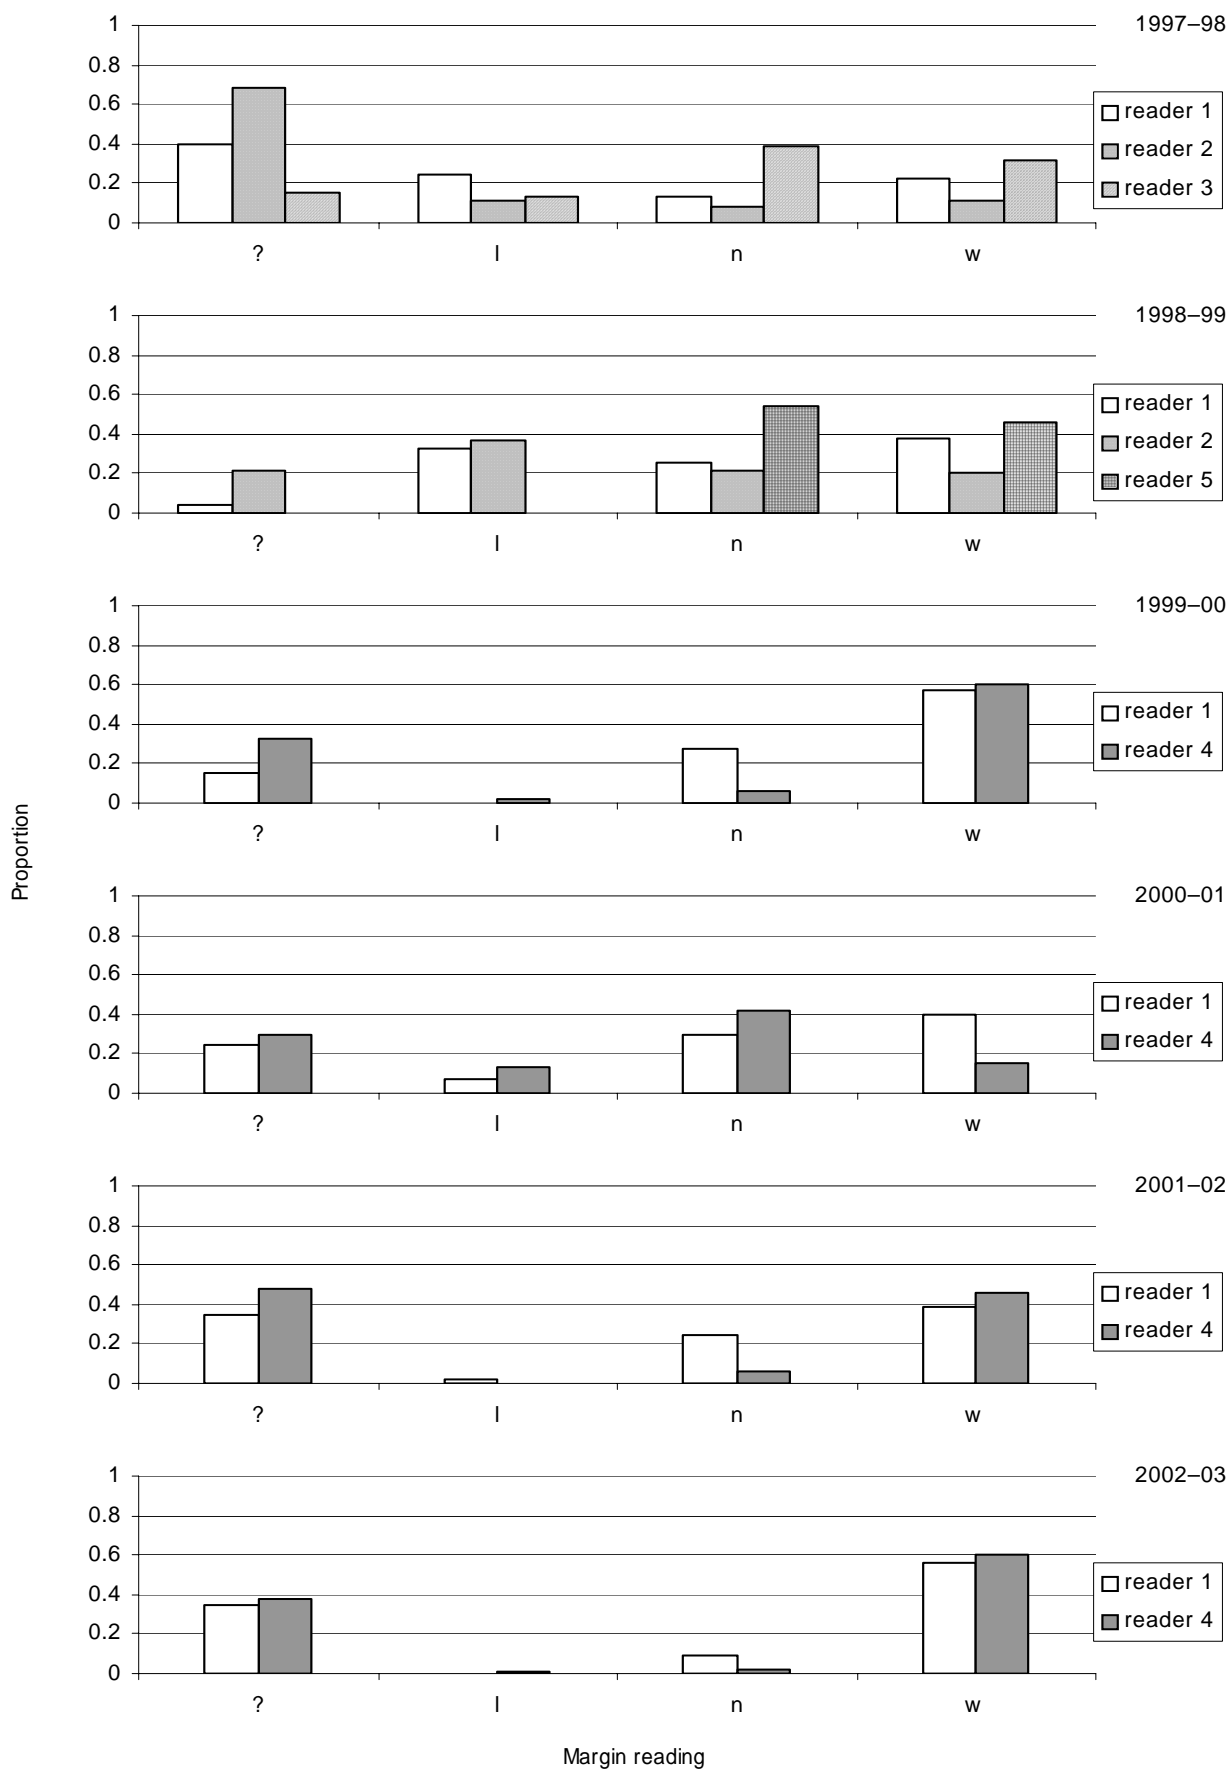 1997–98
1
0.8
0.6
0.4
0.2
0
reader 1
reader 2
reader 3
? l n w
1998–99
1
0.8
0.6
0.4
0.2
0
reader 1
reader 2
reader 5
? l n w
1999–00
1
0.8
0.6
0.4
0.2
0
reader 1
reader 4
? l n w
Proportion
2000–01
1
0.8
0.6
0.4
0.2
0
reader 1
reader 4
? l n w
2001–02
1
0.8
0.6
0.4
0.2
0
reader 1
reader 4
? l n w
2002–03
1
0.8
0.6
0.4
0.2
0
reader 1
reader 4
? l n w
Margin reading